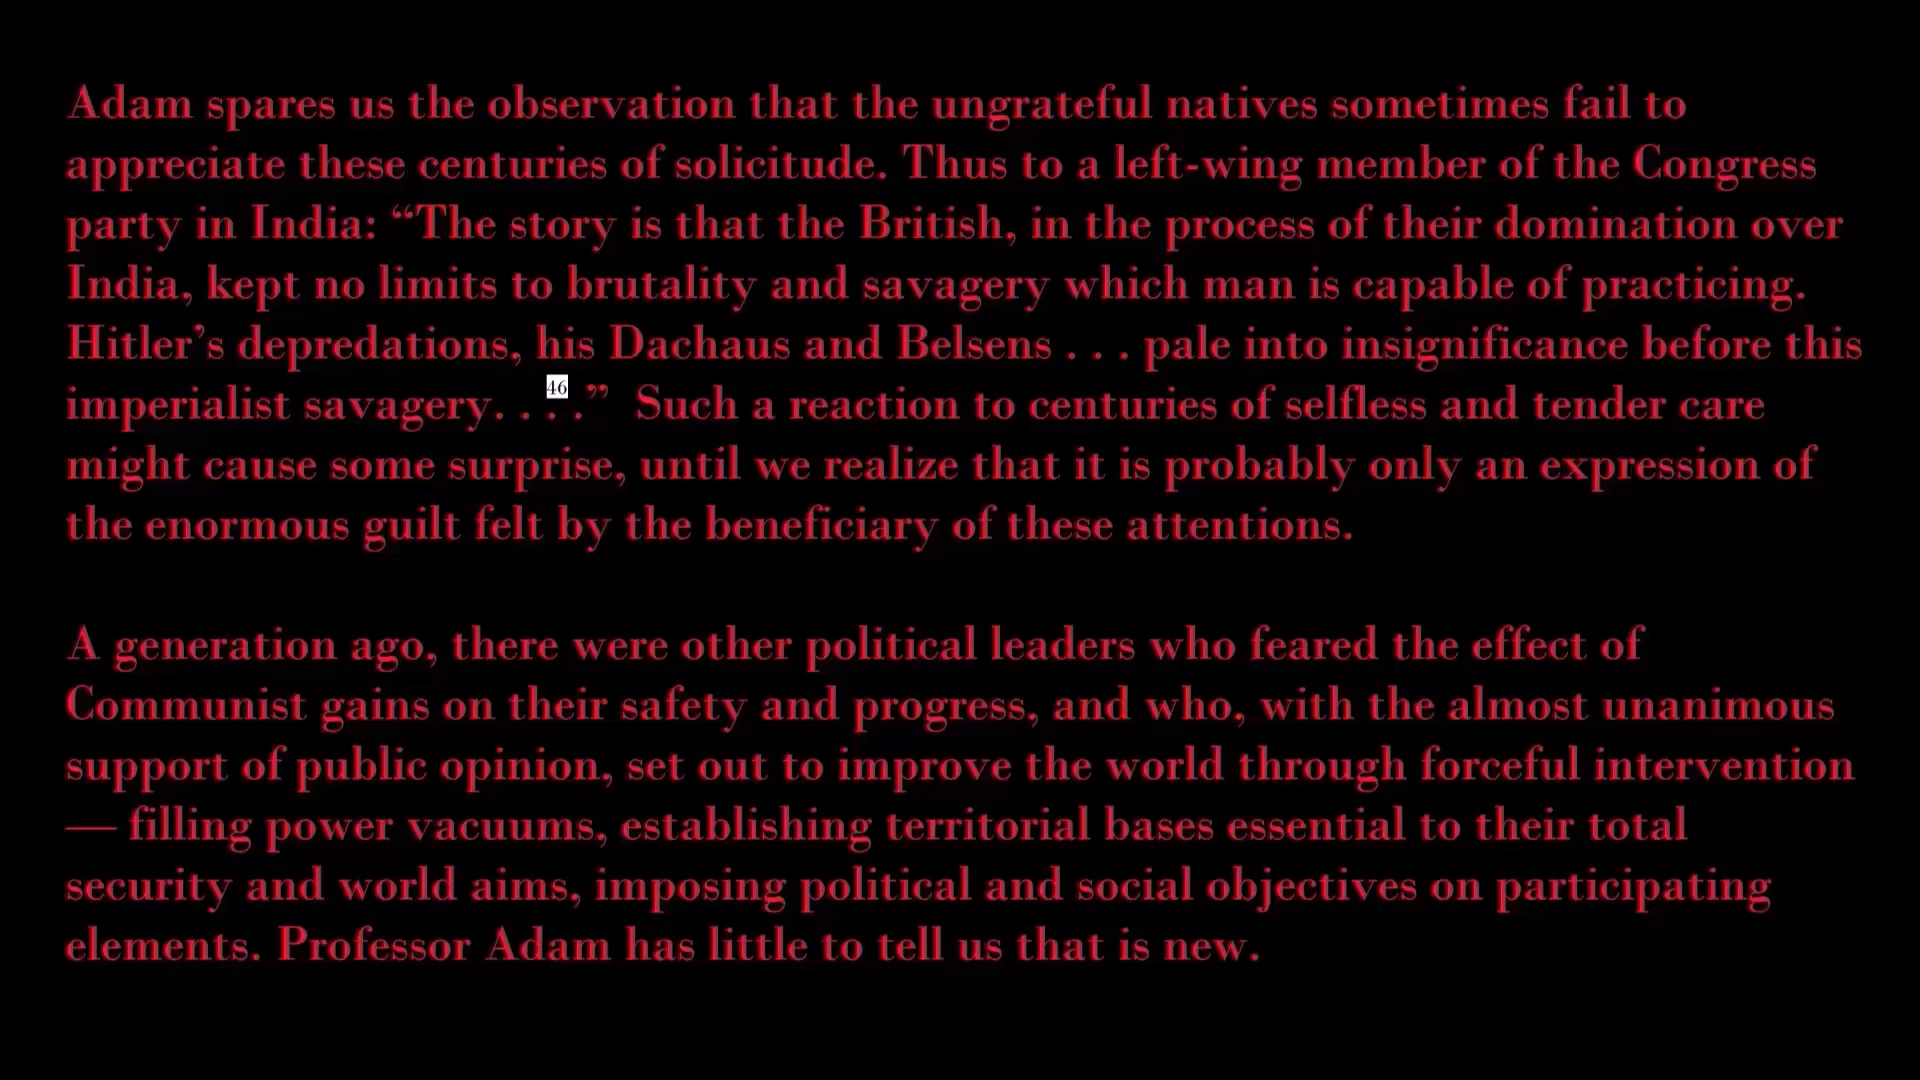 Adam spares us the observation that the ungrateful natives sometimes fail to
appreciate these centuries of solicitude. Thus to a left-wing member of the Congress
party in India: “The story is that the British, in the process of their domination over
India, kept no limits to brutality and savagery which man is capable of practicing.
Hitler’s depredations, his Dachaus and Belsens . . . pale into insignificance before this
imperialist savagery. . . .” 46 Such a reaction to centuries of selfless and tender care
might cause some surprise, until we realize that it is probably only an expression of
the enormous guilt felt by the beneficiary of these attentions.
A generation ago, there were other political leaders who feared the effect of
Communist gains on their safety and progress, and who, with the almost unanimous
support of public opinion, set out to improve the world through forceful intervention
— filling power vacuums, establishing territorial bases essential to their total
security and world aims, imposing political and social objectives on participating
elements. Professor Adam has little to tell us that is new.